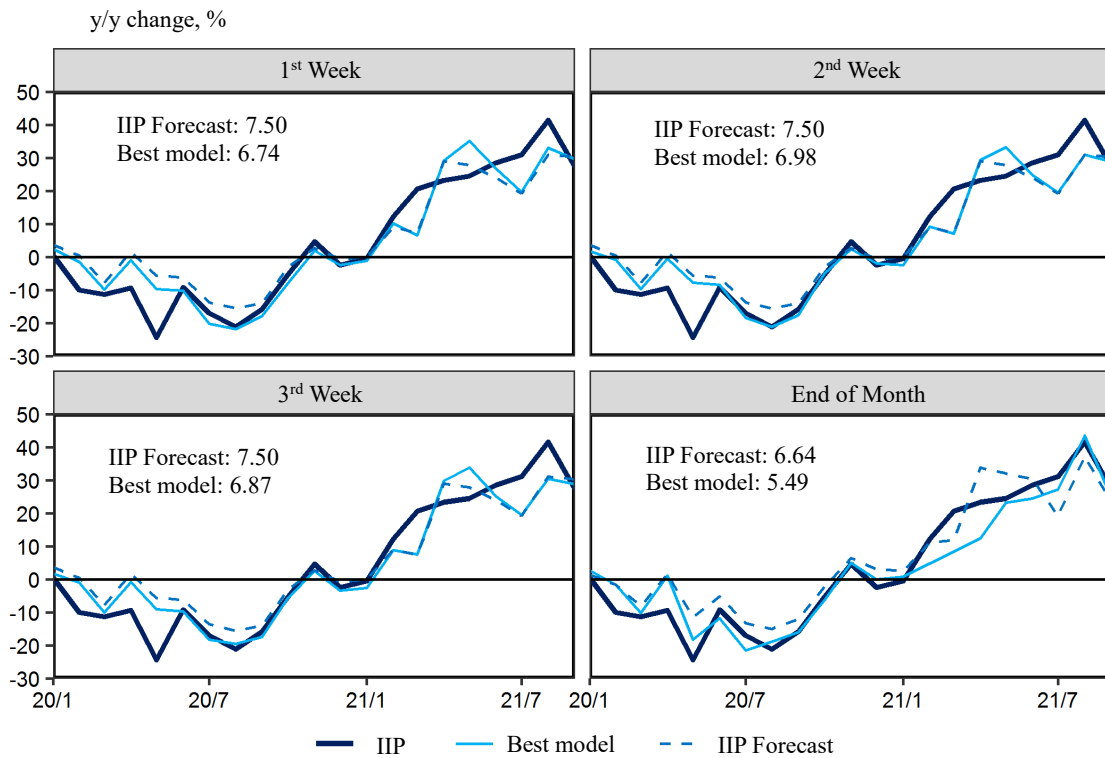 y/y change, %
1st Week
2nd Week
50
40
30
20
10
0
-10
-20
-30
IIP Forecast: 7.50
Best model: 6.74
IIP Forecast: 7.50
Best model: 6.98
3rd Week
End of Month
50
40
30
20
10
0
-10
-20
-30
IIP Forecast: 7.50
Best model: 6.87
IIP Forecast: 6.64
Best model: 5.49
20/1 20/7 21/1 21/7 20/1 20/7 21/1 21/7
IIP Best model IIP Forecast